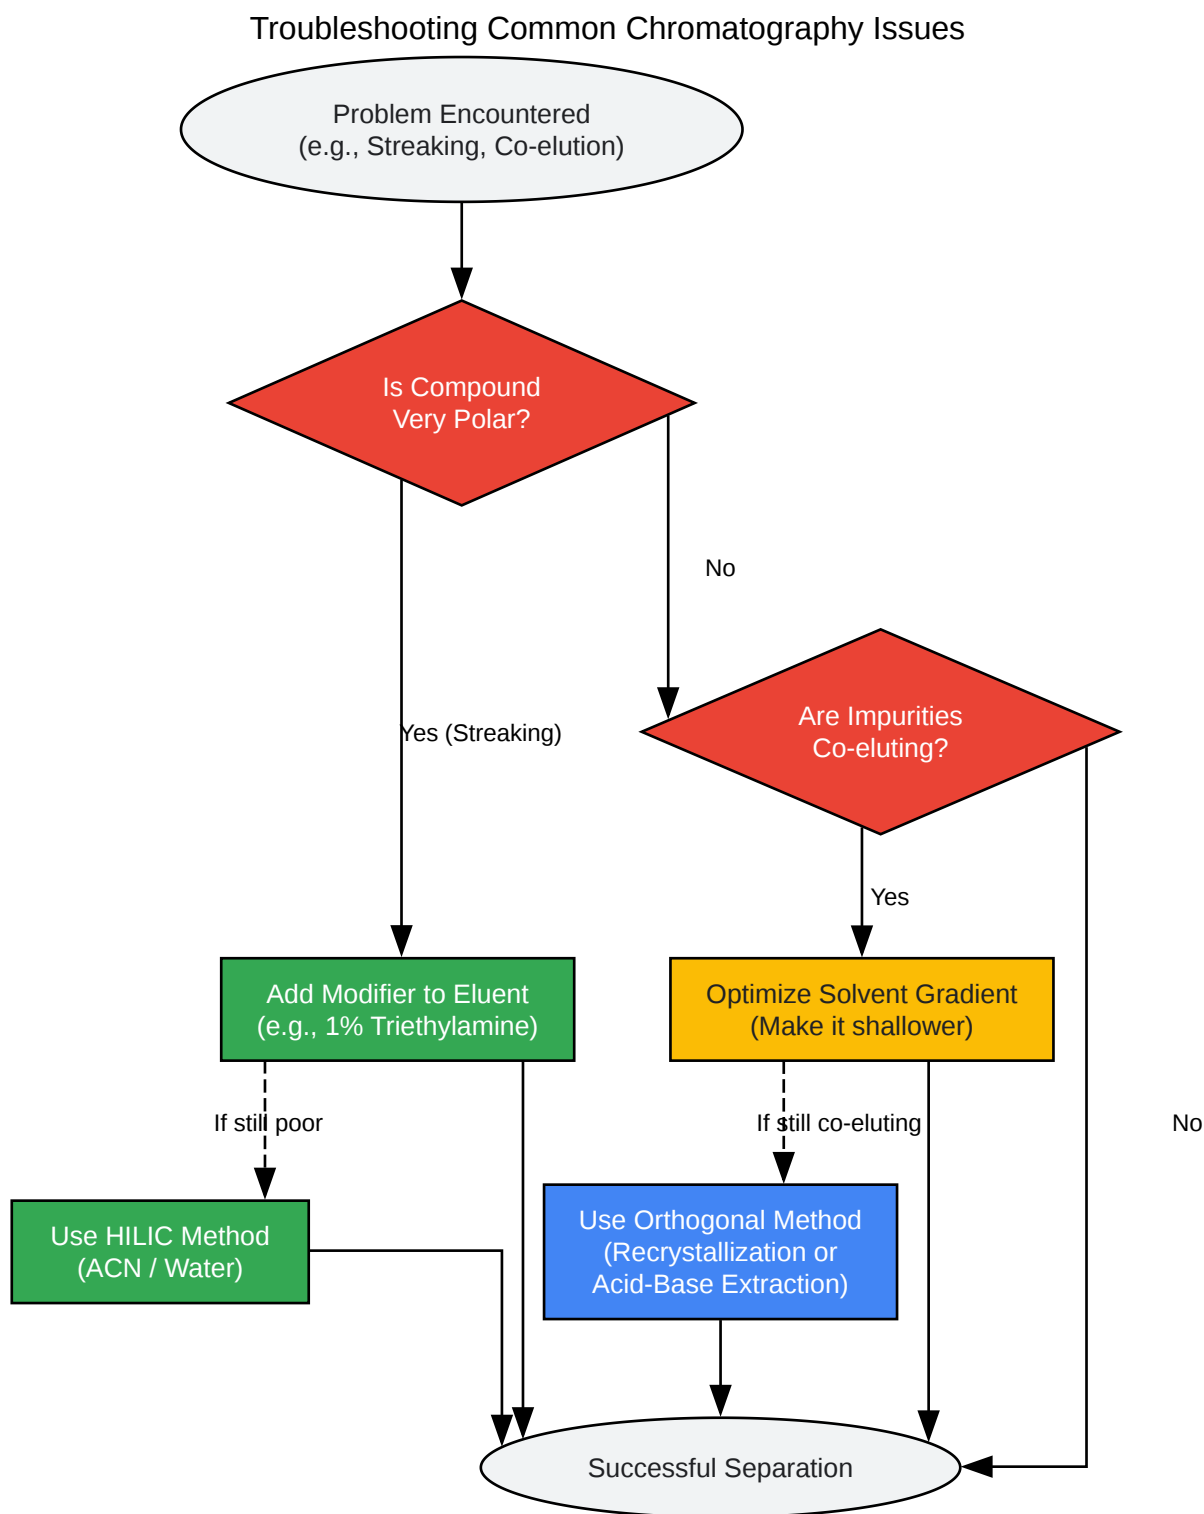 Troubleshooting Common Chromatography Issues
Problem Encountered
(e.g., Streaking, Co-elution)
Is Compound
Very Polar?
No
Are Impurities
Co-eluting?
Yes (Streaking)
Yes
Add Modifier to Eluent
(e.g., 1% Triethylamine)
Optimize Solvent Gradient
(Make it shallower)
If still poor
If still co-eluting
No
Use HILIC Method
(ACN / Water)
Use Orthogonal Method
(Recrystallization or
Acid-Base Extraction)
Successful Separation